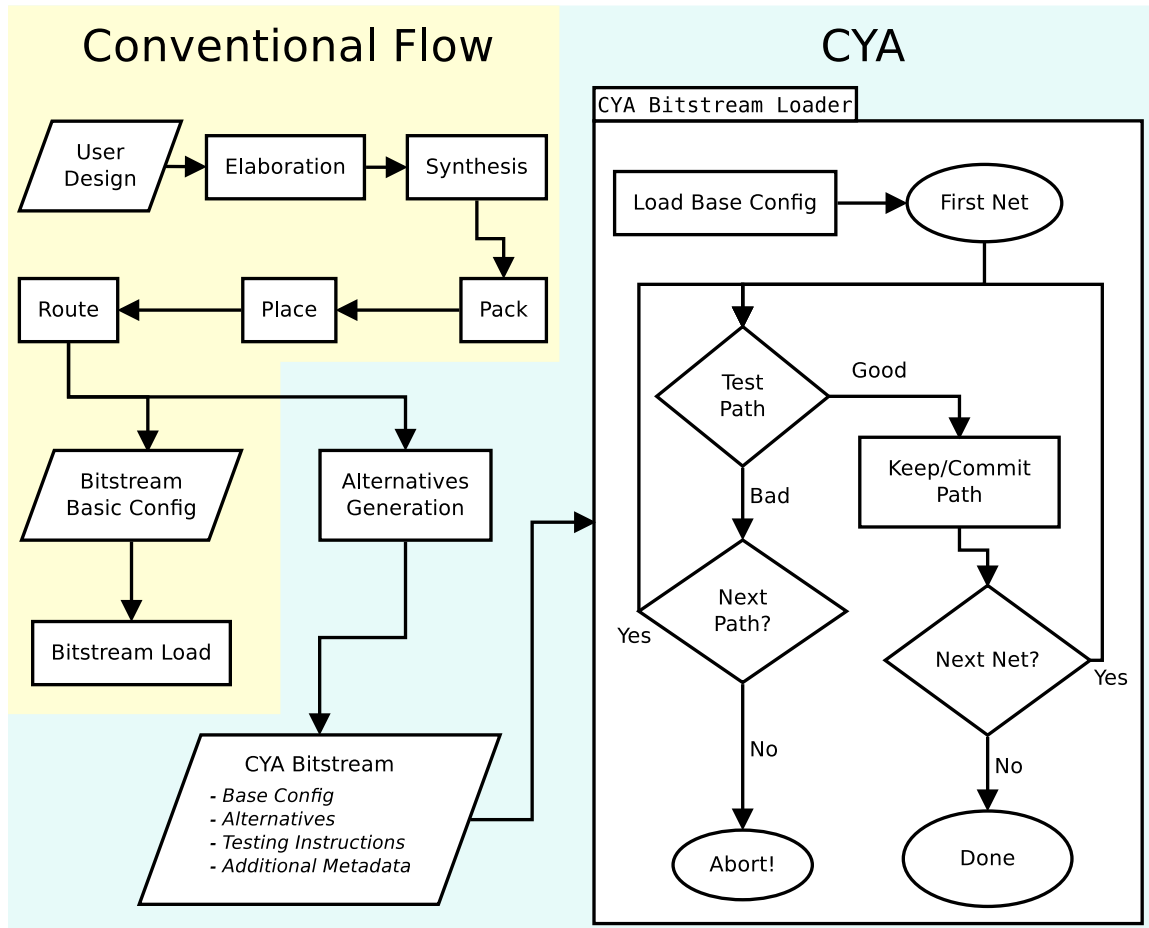 Conventional Flow
CYA
CYA Bitstream Loader
User
Design
Elaboration
Synthesis
Load Base Config
First Net
Route
Place
Pack
Test
Path
Good
Keep/Commit
Path
Bad
Bitstream
Basic Config
Alternatives
Generation
Next
Path?
Yes
Next Net?
Yes
Bitstream Load
No
No
CYA Bitstream
- Base Config
- Alternatives
- Testing Instructions
- Additional Metadata
Abort!
Done